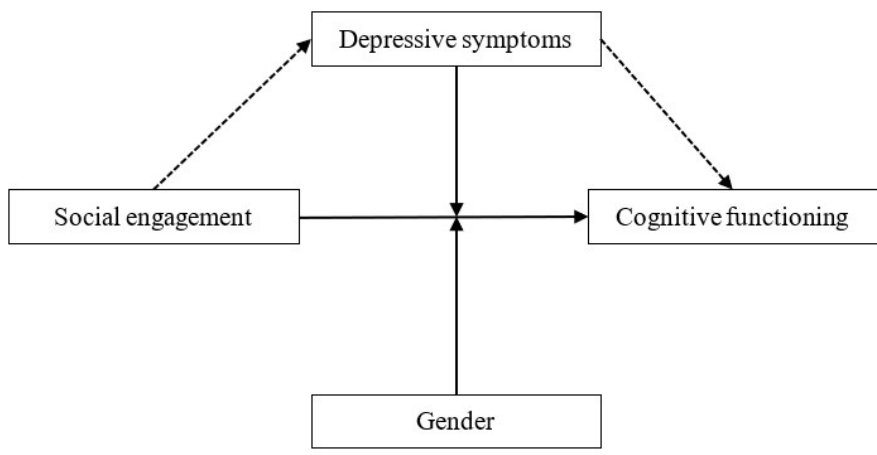 Depressive symptoms
Social engagement
Cognitive functioning
Gender